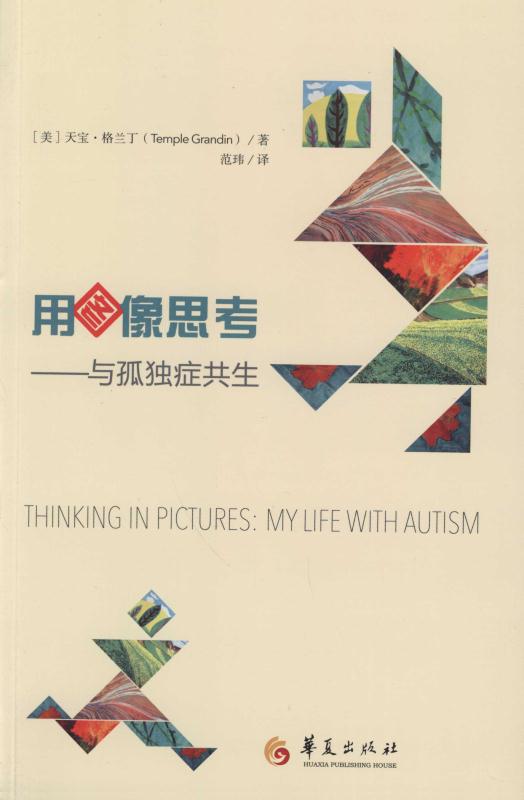 [美]天宝·格兰丁(Temple Grandin)/著
范玮/译
用图像思考
——与孤独症共生
THINKING IN PICTURES: MY LIFE WITH AUTISM
华夏出版社
HUAXIA PUBLISHING HOUSE